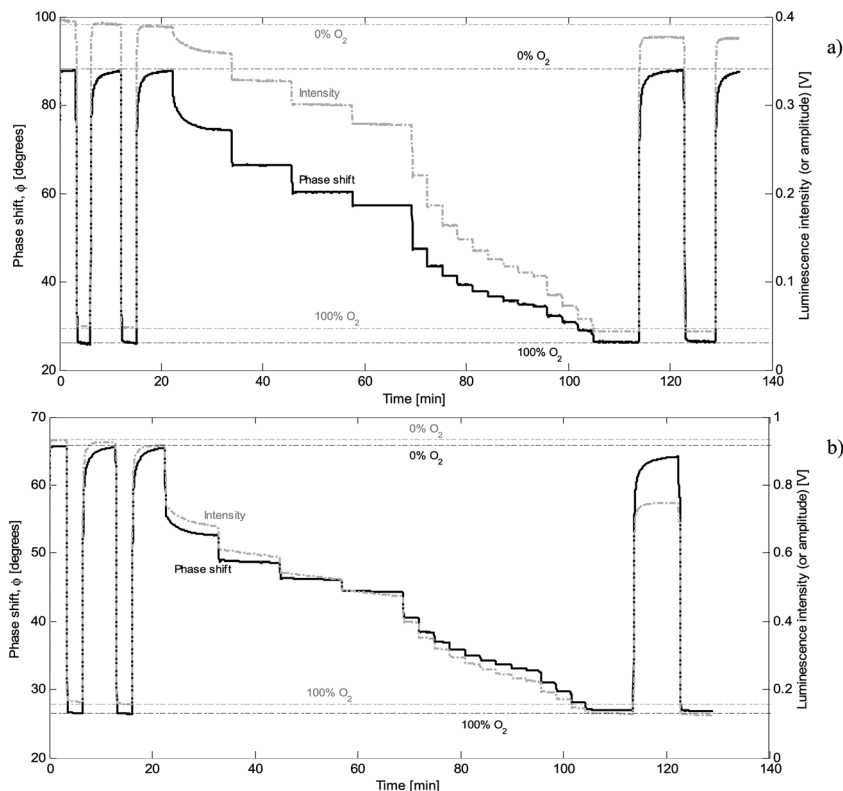 a)
100
80
60
40
20
0.4
0.3
0.2
0.1
0
0% O2
0% O2
Intensity
Phase shift
100% O2
100% O2
Phase shift, ϕ [degrees]
Luminescence intensity (or amplitude) [V]
0 20 40 60 80 100 120 140
Time [min]
b)
70
60
50
40
30
20
1
0.8
0.6
0.4
0.2
0
0% O2
0% O2
Intensity
Phase shift
100% O2
100% O2
Phase shift, ϕ [degrees]
Luminescence intensity (or amplitude) [V]
0 20 40 60 80 100 120 140
Time [min]